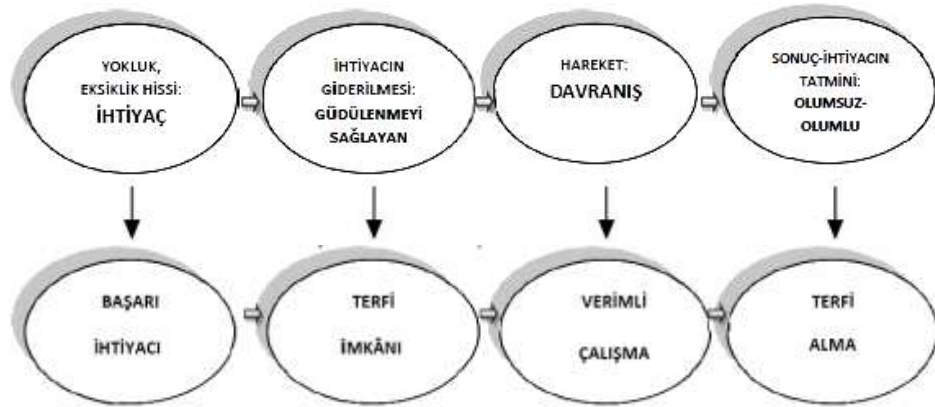 YOKLUK,
EKSİKLİK HİSSİ:
İHTİYAÇ
İHTİYACIN
GİDERİLMESİ:
GÜDÜLENMEYİ
SAĞLAYAN
HAREKET:
DAVRANIŞ
SONUÇ-İHTİYACIN
TATMİNİ:
OLUMSUZ-
OLUMLU
BAŞARI
İHTİYACI
TERFİ
İMKÂNI
VERİMLİ
ÇALIŞMA
TERFİ
ALMA